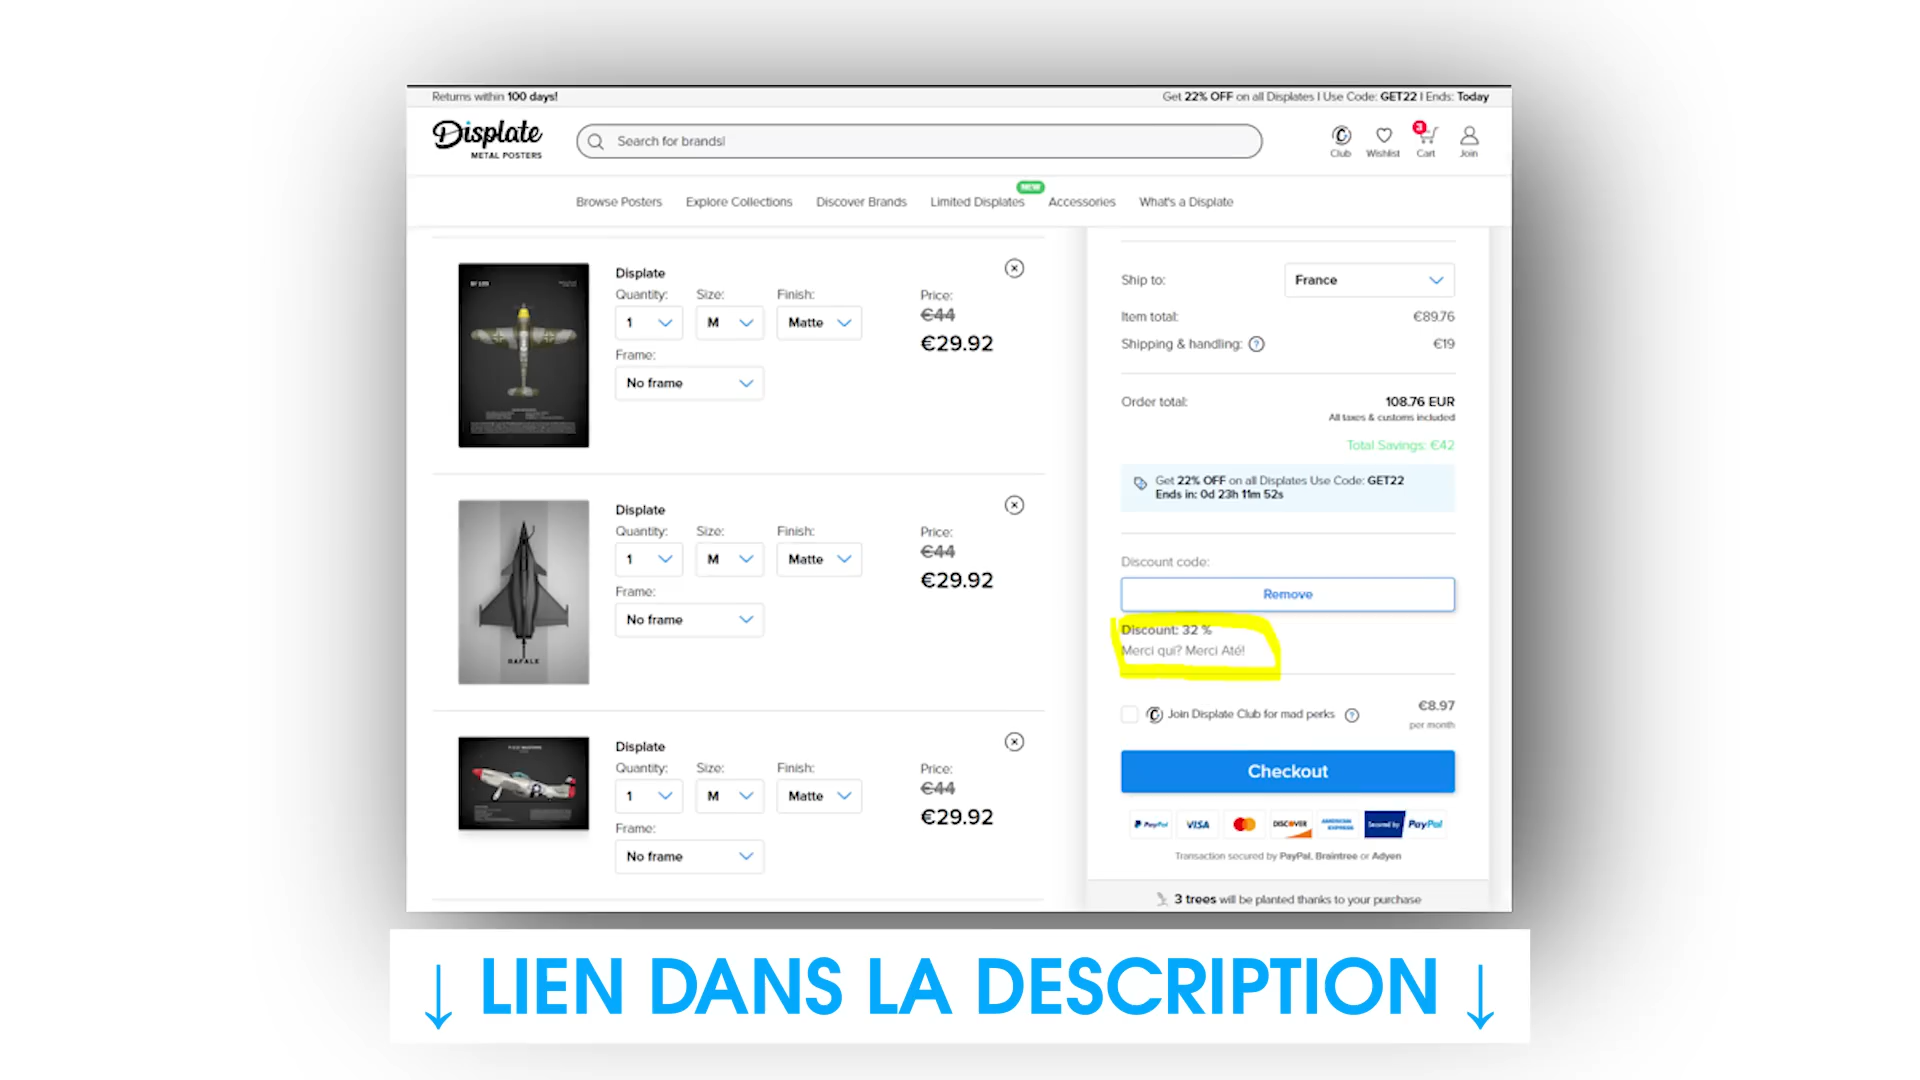 Returns within 100 days!
Get 22% OFF on all Displates I Use Code: GET22 I Ends: Today
Displate
METAL POSTERS
Search for brands!
Club
Wishlist
3
Cart
Join
NEW
Browse Posters
Explore Collections
Discover Brands
Limited Displates
Accessories
What's a Displate
Displate
Quantity:
Size:
Finish:
Price:
1
M
Matte
€44
€29.92
Frame:
No frame
Displate
Quantity:
Size:
Finish:
Price:
1
M
Matte
€44
€29.92
Frame:
No frame
RAFALE
Displate
Quantity:
Size:
Finish:
Price:
1
M
Matte
€44
€29.92
Frame:
No frame
Ship to:
France
Item total:
€89.76
Shipping & handling: ?
€19
Order total:
108.76 EUR
All taxes & customs included
Total Savings: €42
Get 22% OFF on all Displates Use Code: GET22
Ends in: 0d 23h 11m 52s
Discount code:
Remove
Discount: 32 %
Merci qui? Merci Até!
Join Displate Club for mad perks ?
€8.97
per month
Checkout
PayPal
VISA
DISCOVER
AMERICAN EXPRESS
Secured by PayPal
Transaction secured by PayPal, Braintree or Adyen
3 trees will be planted thanks to your purchase
↓ LIEN DANS LA DESCRIPTION ↓